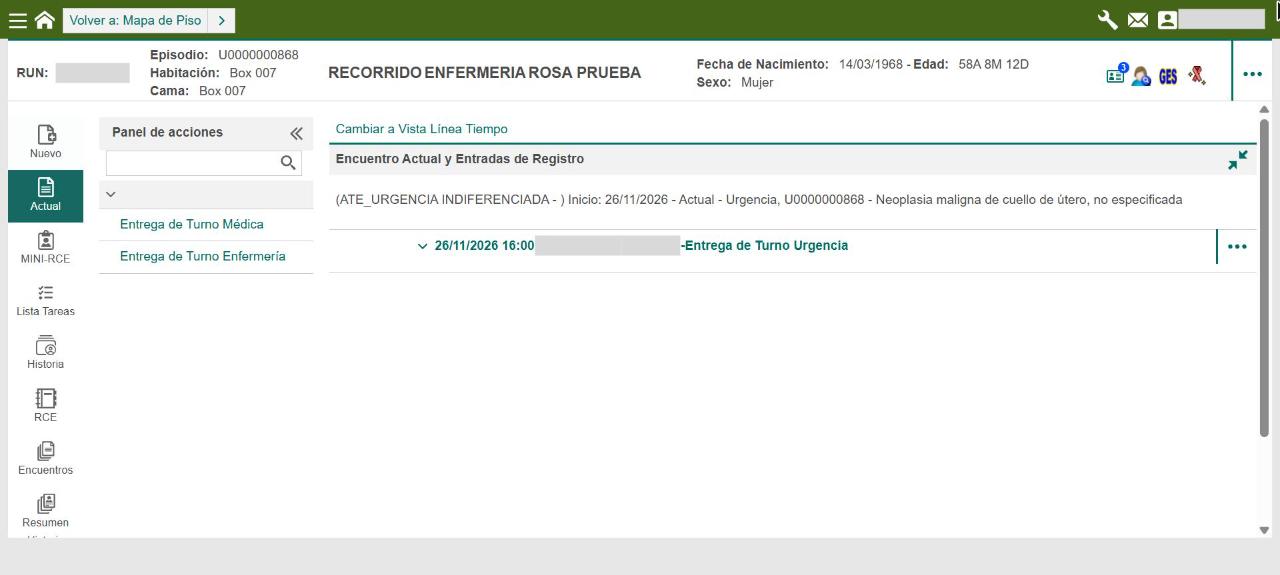 Volver a: Mapa de Piso
RUN:
Episodio: U0000000868
Habitación: Box 007
Cama: Box 007
RECORRIDO ENFERMERIA ROSA PRUEBA
Fecha de Nacimiento: 14/03/1968 - Edad: 58A 8M 12D
Sexo: Mujer
3
GES
Nuevo
Actual
MINI-RCE
Lista Tareas
Historia
RCE
Encuentros
Resumen
Panel de acciones
Entrega de Turno Médica
Entrega de Turno Enfermería
Cambiar a Vista Línea Tiempo
Encuentro Actual y Entradas de Registro
(ATE_URGENCIA INDIFERENCIADA - ) Inicio: 26/11/2026 - Actual - Urgencia, U0000000868 - Neoplasia maligna de cuello de útero, no especificada
26/11/2026 16:00 -Entrega de Turno Urgencia